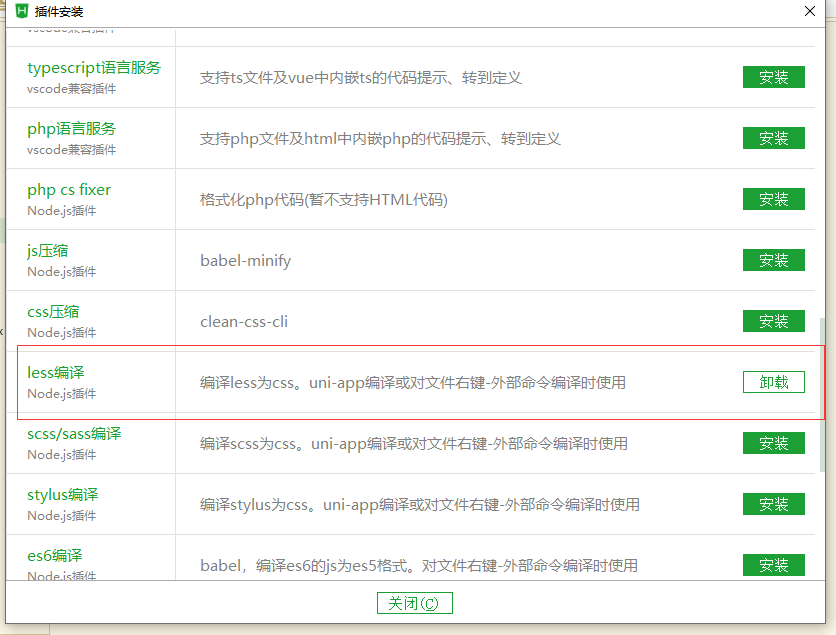 插件安装
vscode兼容插件
typescript语言服务
vscode兼容插件
支持ts文件及vue中内嵌ts的代码提示、转到定义
安装
php语言服务
vscode兼容插件
支持php文件及html中内嵌php的代码提示、转到定义
安装
php cs fixer
Node.js插件
格式化php代码(暂不支持HTML代码)
安装
js压缩
Node.js插件
babel-minify
安装
css压缩
Node.js插件
clean-css-cli
安装
less编译
Node.js插件
编译less为css。uni-app编译或对文件右键-外部命令编译时使用
卸载
scss/sass编译
Node.js插件
编译scss为css。uni-app编译或对文件右键-外部命令编译时使用
安装
stylus编译
Node.js插件
编译stylus为css。uni-app编译或对文件右键-外部命令编译时使用
安装
es6编译
Node.js插件
babel，编译es6的js为es5格式。对文件右键-外部命令编译时使用
安装
关闭(C)